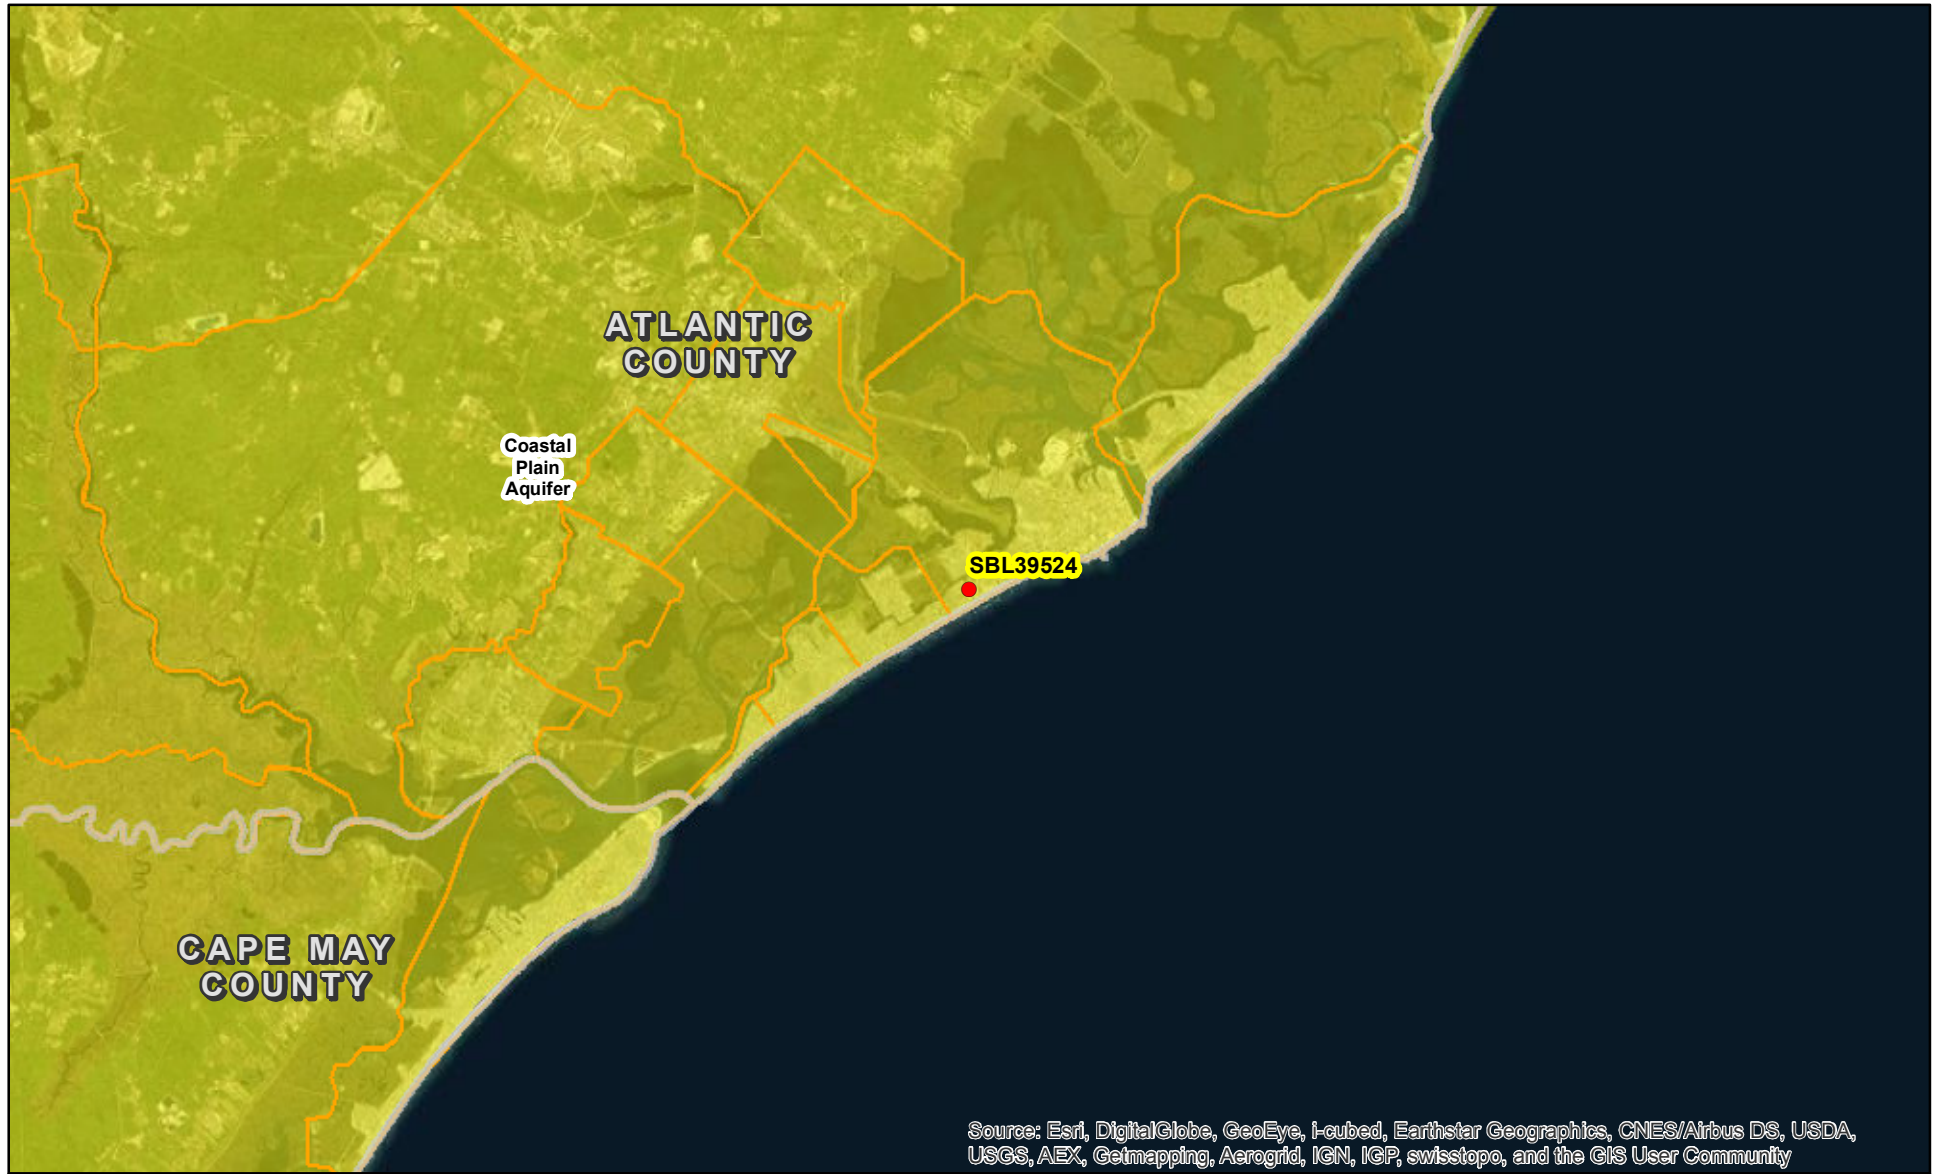 ATLANTIC
COUNTY
Coastal
Plain
Aquifer
SBL39524
CAPE MAY
COUNTY
Source: Esri, DigitalGlobe, GeoEye, i-cubed, Earthstar Geographics, CNES/Airbus DS, USDA,
USGS, AEX, Getmapping, Aerogrid, IGN, IGP, swisstopo, and the GIS User Community